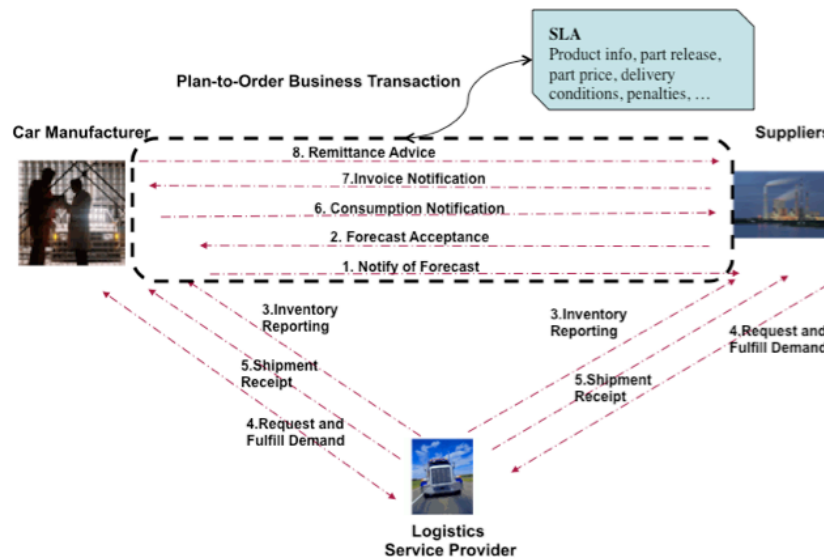 SLA
Product info, part release,
part price, delivery
conditions, penalties, ...
Plan-to-Order Business Transaction
Car Manufacturer
Suppliers
8. Remittance Advice
7.Invoice Notification
6. Consumption Notification
2. Forecast Acceptance
1. Notify of Forecast
3.Inventory
Reporting
3.Inventory
Reporting
4.Request and
Fulfill Demand
5.Shipment
Receipt
5.Shipment
Receipt
4.Request and
Fulfill Demand
Logistics
Service Provider